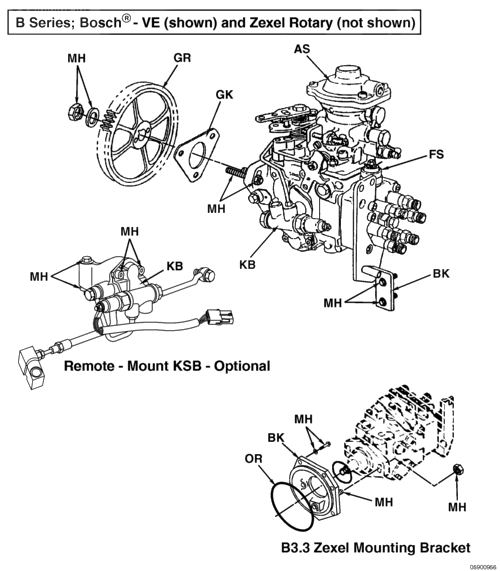 B Series; Bosch® - VE (shown) and Zexel Rotary (not shown)
AS
MH
GR
GK
FS
MH
MH
KB
MH
KB
BK
MH
Remote - Mount KSB - Optional
MH
BK
OR
MH
MH
B3.3 Zexel Mounting Bracket
08900966